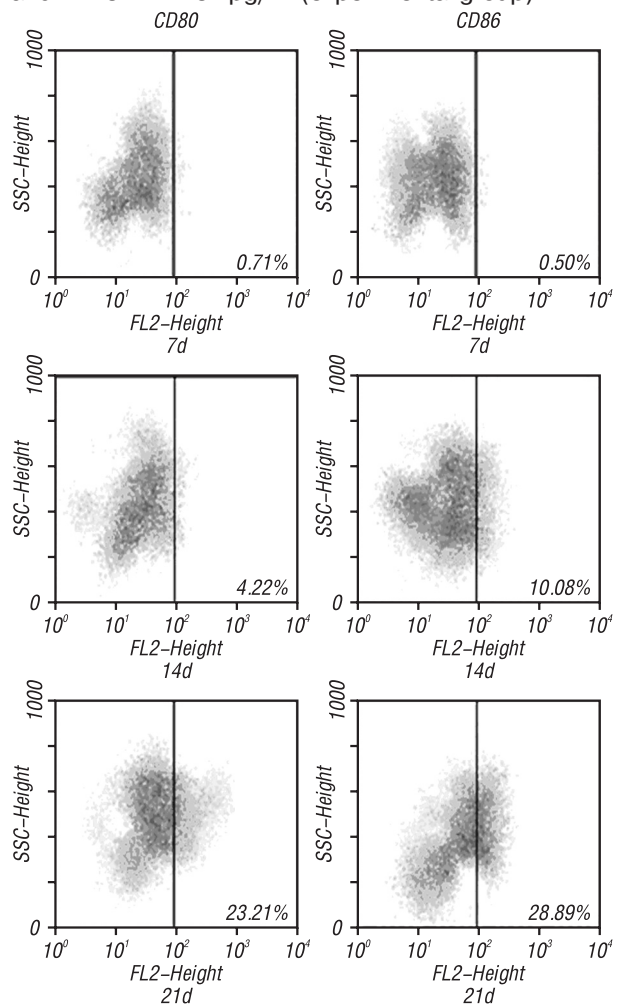 CD80 CD86
1000 1000
SSC–Height SSC–Height
0.71% 0.50%
0 0
10⁰ 10¹ 10² 10³ 10⁴ 10⁰ 10¹ 10² 10³ 10⁴
FL2–Height FL2–Height
7d 7d
1000 1000
SSC–Height SSC–Height
4.22% 10.08%
0 0
10⁰ 10¹ 10² 10³ 10⁴ 10⁰ 10¹ 10² 10³ 10⁴
FL2–Height FL2–Height
14d 14d
1000 1000
SSC–Height SSC–Height
23.21% 28.89%
0 0
10⁰ 10¹ 10² 10³ 10⁴ 10⁰ 10¹ 10² 10³ 10⁴
FL2–Height FL2–Height
21d 21d